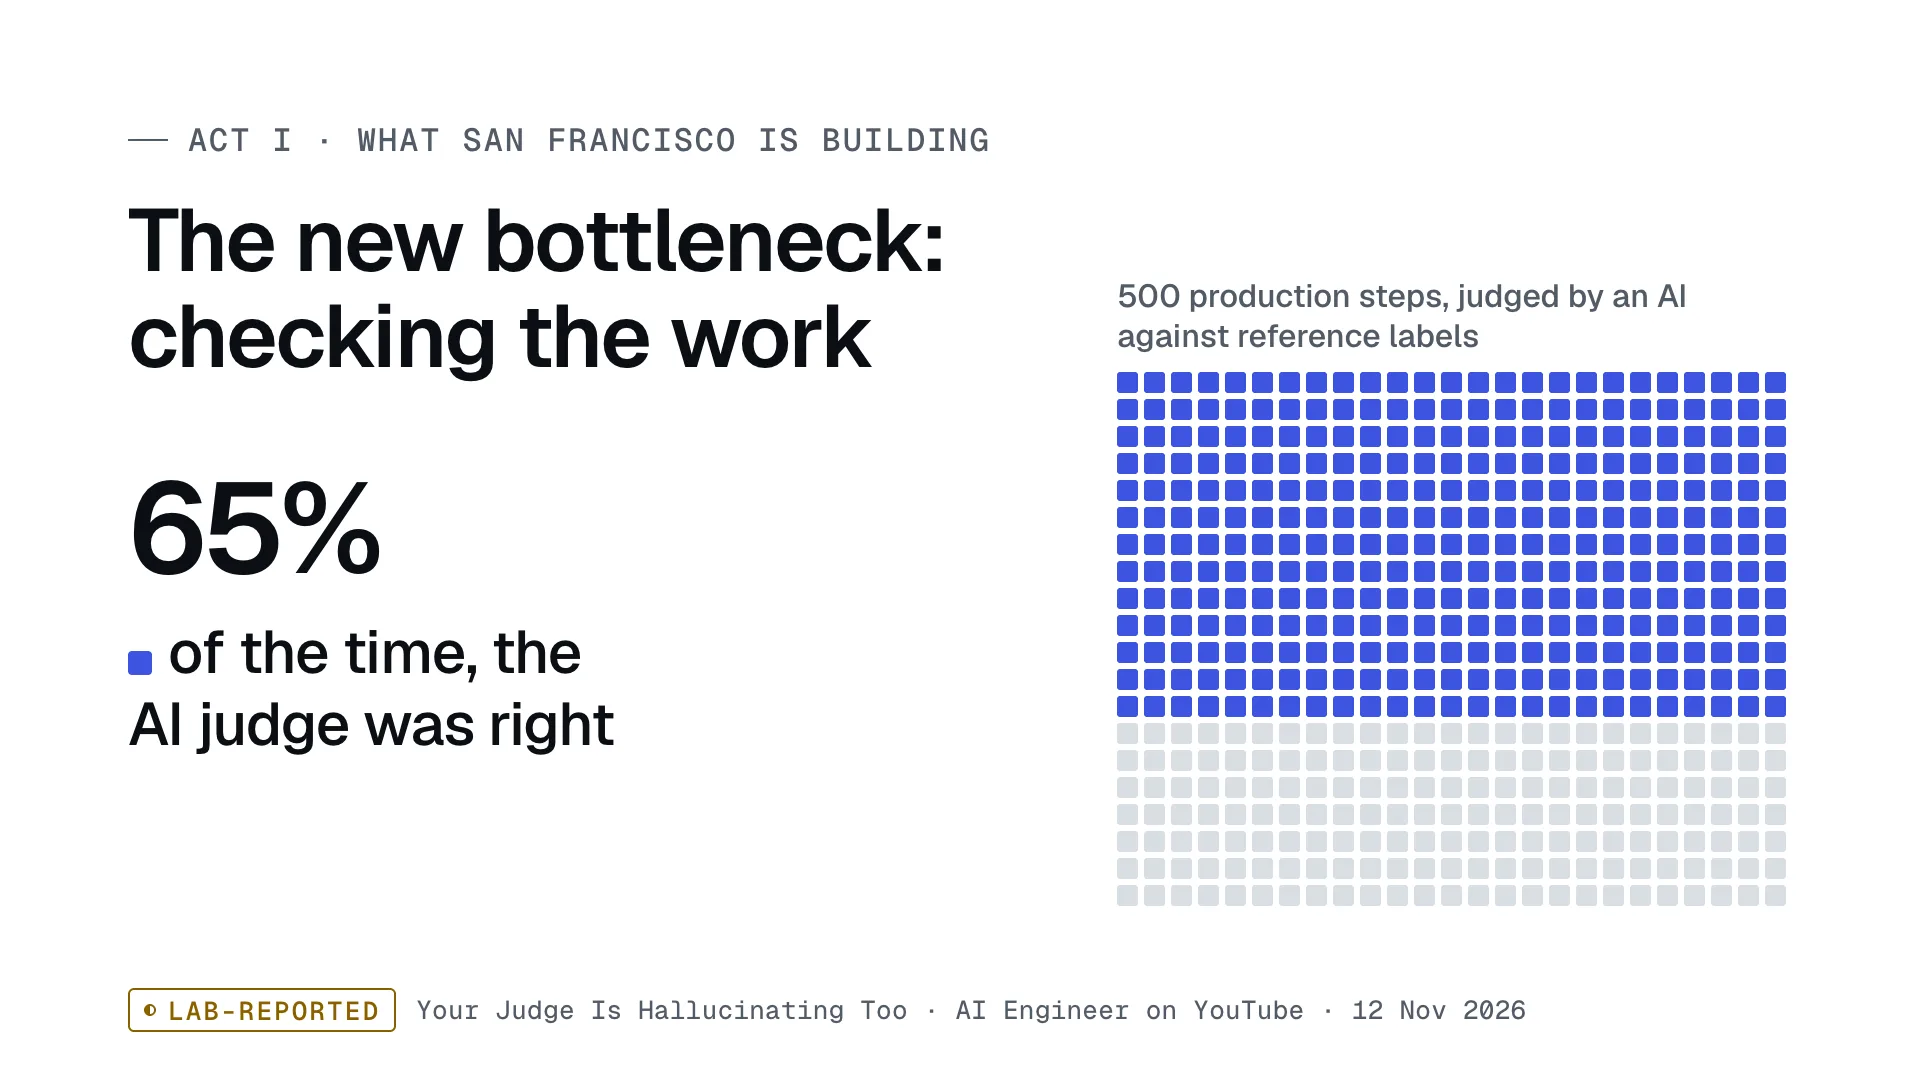 ACT I · WHAT SAN FRANCISCO IS BUILDING
The new bottleneck:
checking the work
65%
of the time, the
AI judge was right
500 production steps, judged by an AI
against reference labels
LAB-REPORTED
Your Judge Is Hallucinating Too · AI Engineer on YouTube · 12 Nov 2026